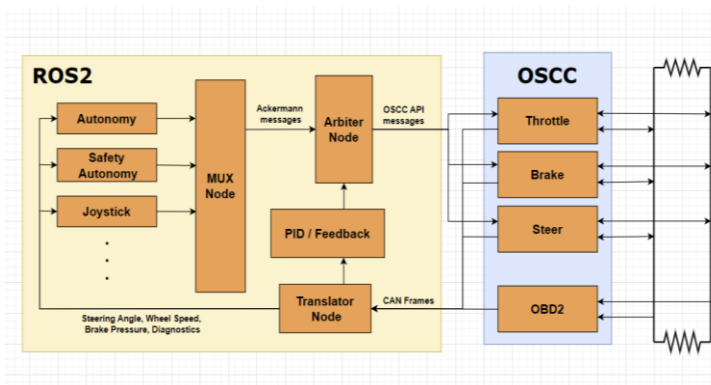 ROS2
OSCC
Autonomy
Safety
Autonomy
Joystick
MUX
Node
Ackermann
messages
Arbiter
Node
OSCC API
messages
PID / Feedback
Translator
Node
Steering Angle, Wheel Speed,
Brake Pressure, Diagnostics
CAN Frames
Throttle
Brake
Steer
OBD2